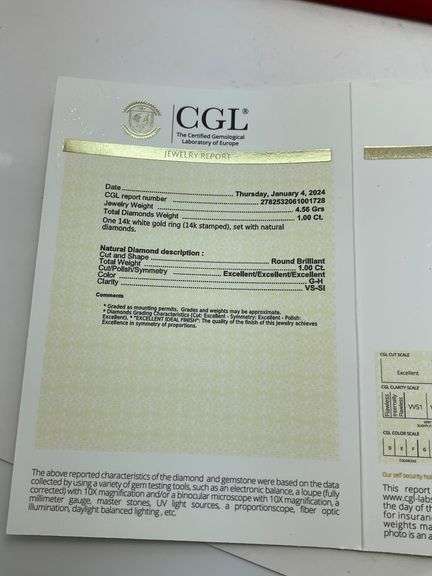 CGL®
The Certified Gemological
Laboratory of Europe
JEWELRY REPORT
Date Thursday, January 4, 2024
CGL report number 2782532061001728
Jewelry Weight 4.56 Grs
Total Diamonds Weight 1.00 Ct.
One 14k white gold ring (14k stamped), set with natural
diamonds.
Natural Diamond description :
Cut and Shape Round Brilliant
Total Weight 1.00 Ct.
Cut/Polish/Symmetry Excellent/Excellent/Excellent
Color G-H
Clarity VS-SI
Comments
* Graded as mounting permits, Grades and weights may be approximate.
* Diamonds Grading Characteristics (Cut: Excellent - Symmetry: Excellent - Polish:
Excellent). * "EXCELLENT IDEAL FINISH": The quality of the finish of this jewelry achieves
Excellence in symmetry of proportions.
The above reported characteristics of the diamond and gemstone were based on the data
collected by using a variety of gem testing tools, such as an electronic balance, a loupe (fully
corrected) with 10X magnification and/or a binocular microscope with 10X magnification, a
millimeter gauge, master stones, UV light sources, a proportionscope, fiber optic
illumination, daylight balanced lighting , etc.
CGL CUT SCALE
Excellent
CGL CLARITY SCALE
Flawless
Internally
Flawless
VVS1
CGL COLOR SCALE
D E F G
Our self security ho
This report
www.cgl-labs
the day of th
for insuran
weights ma
photo is an a